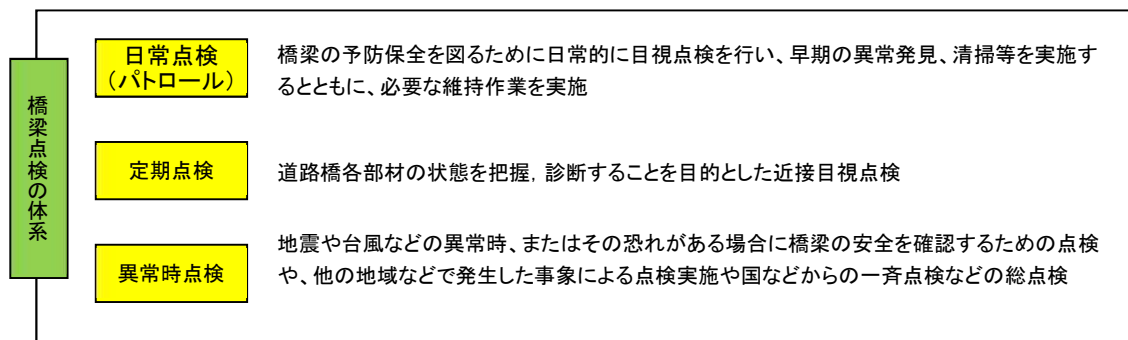 橋梁点検の体系
日常点検
（パトロール）
橋梁の予防保全を図るために日常的に目視点検を行い、早期の異常発見、清掃等を実施す
るとともに、必要な維持作業を実施
定期点検
道路橋各部材の状態を把握，診断することを目的とした近接目視点検
異常時点検
地震や台風などの異常時、またはその恐れがある場合に橋梁の安全を確認するための点検
や、他の地域などで発生した事象による点検実施や国などからの一斉点検などの総点検